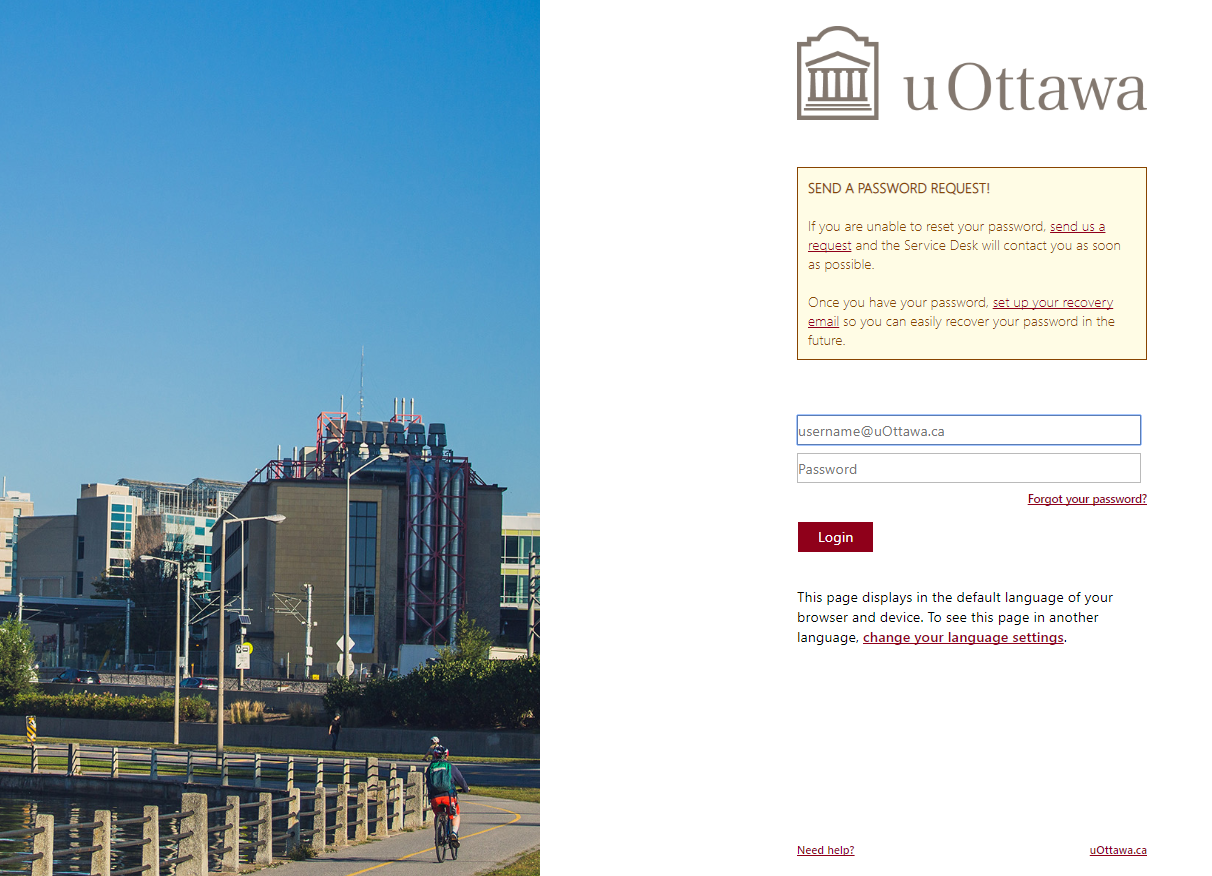 uOttawa
SEND A PASSWORD REQUEST!
If you are unable to reset your password, send us a
request and the Service Desk will contact you as soon
as possible.
Once you have your password, set up your recovery
email so you can easily recover your password in the
future.
username@uOttawa.ca
Password
Forgot your password?
Login
This page displays in the default language of your
browser and device. To see this page in another
language, change your language settings.
Need help?
uOttawa.ca